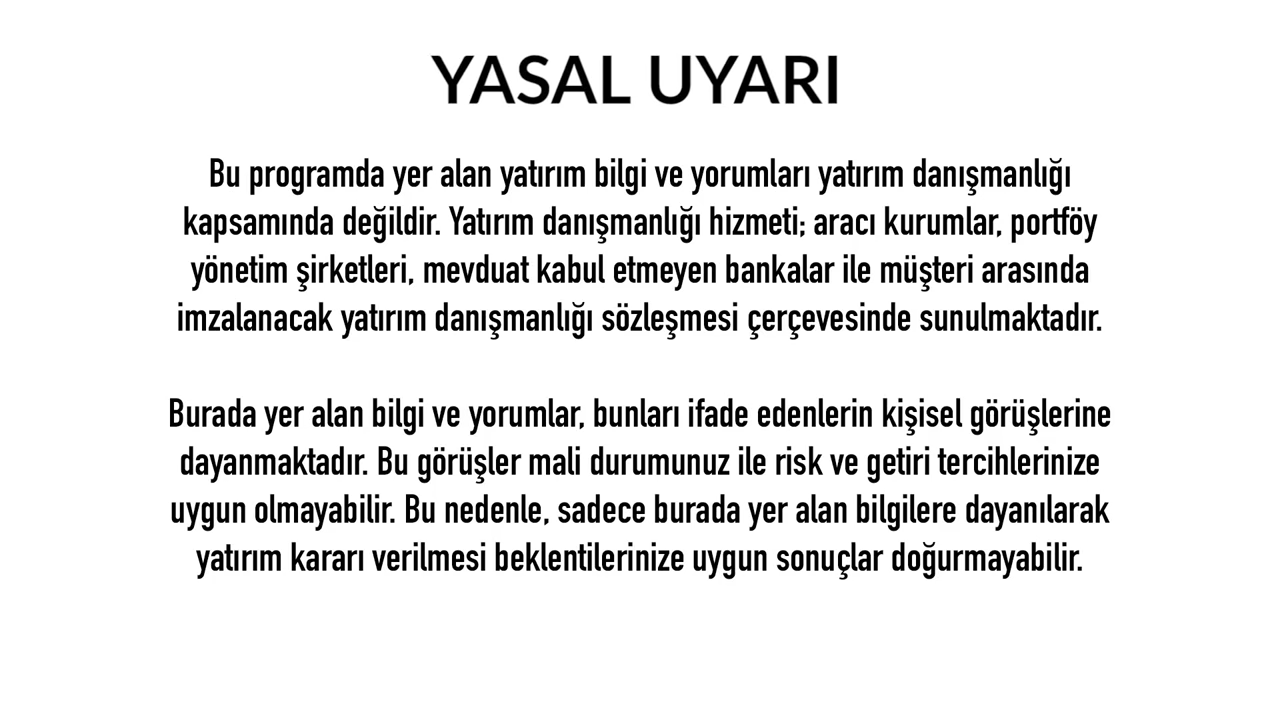 YASAL UYARI
Bu programda yer alan yatırım bilgi ve yorumları yatırım danışmanlığı
kapsamında değildir. Yatırım danışmanlığı hizmeti; aracı kurumlar, portföy
yönetim şirketleri, mevduat kabul etmeyen bankalar ile müşteri arasında
imzalanacak yatırım danışmanlığı sözleşmesi çerçevesinde sunulmaktadır.
Burada yer alan bilgi ve yorumlar, bunları ifade edenlerin kişisel görüşlerine
dayanmaktadır. Bu görüşler mali durumunuz ile risk ve getiri tercihlerinize
uygun olmayabilir. Bu nedenle, sadece burada yer alan bilgilere dayanılarak
yatırım kararı verilmesi beklentilerinize uygun sonuçlar doğurmayabilir.